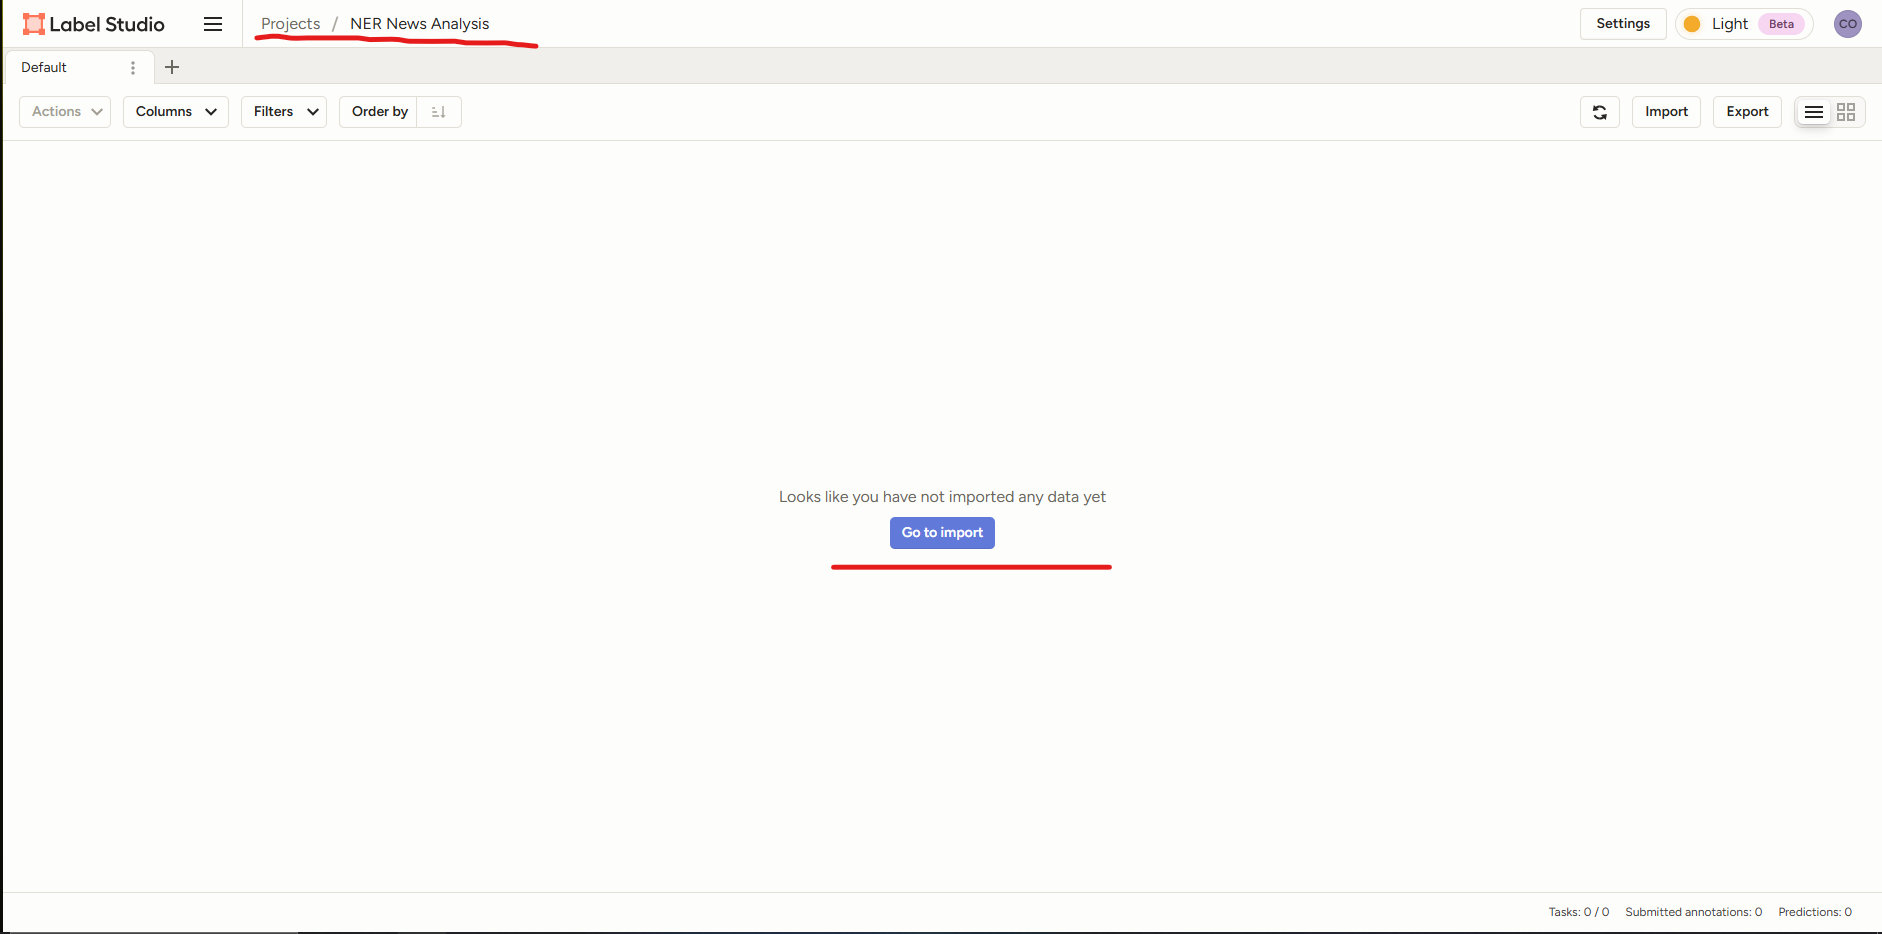 Label Studio Projects / NER News Analysis Settings Light Beta CO
Default
Actions Columns Filters Order by Import Export
Looks like you have not imported any data yet
Go to import
Tasks: 0 / 0 Submitted annotations: 0 Predictions: 0